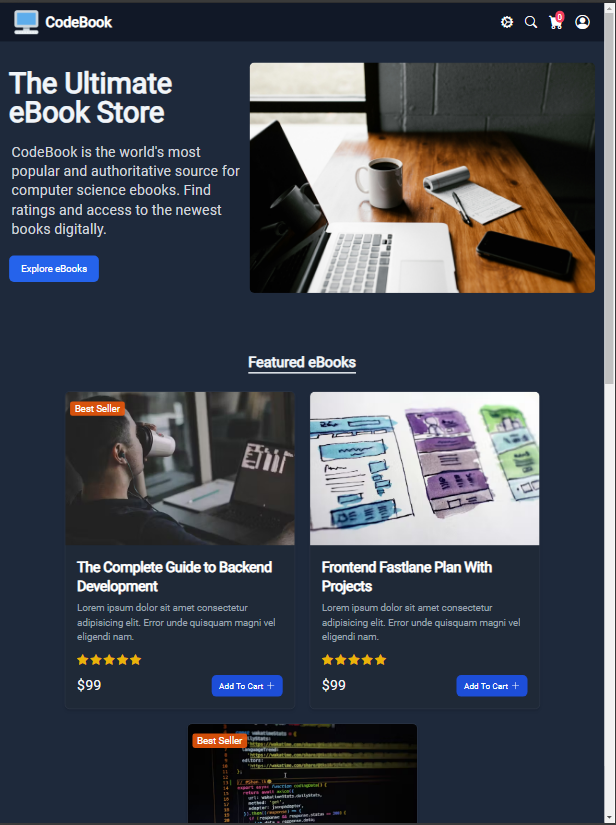 CodeBook
0
The Ultimate
eBook Store
CodeBook is the world's most
popular and authoritative source for
computer science ebooks. Find
ratings and access to the newest
books digitally.
Explore eBooks
Featured eBooks
Best Seller
The Complete Guide to Backend
Development
Lorem ipsum dolor sit amet consectetur
adipisicing elit. Error unde quisquam magni vel
eligendi nam.
$99
Add To Cart
Frontend Fastlane Plan With
Projects
Lorem ipsum dolor sit amet consectetur
adipisicing elit. Error unde quisquam magni vel
eligendi nam.
$99
Add To Cart
Best Seller